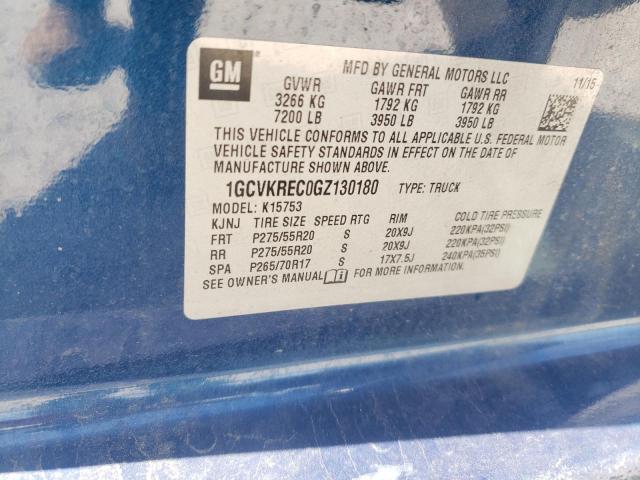 GM
MFD BY GENERAL MOTORS LLC
11/15
GVWR GAWR FRT GAWR RR
3266 KG 1792 KG 1792 KG
7200 LB 3950 LB 3950 LB
THIS VEHICLE CONFORMS TO ALL APPLICABLE U.S. FEDERAL MOTOR
VEHICLE SAFETY STANDARDS IN EFFECT ON THE DATE OF
MANUFACTURE SHOWN ABOVE.
1GCVKREC0GZ130180 TYPE: TRUCK
MODEL: K15753
KJNJ TIRE SIZE SPEED RTG RIM COLD TIRE PRESSURE
FRT P275/55R20 S 20X9J 220KPA(32PSI)
RR P275/55R20 S 20X9J 220KPA(32PSI)
SPA P265/70R17 S 17X7.5J 240KPA(35PSI)
SEE OWNER'S MANUAL FOR MORE INFORMATION.